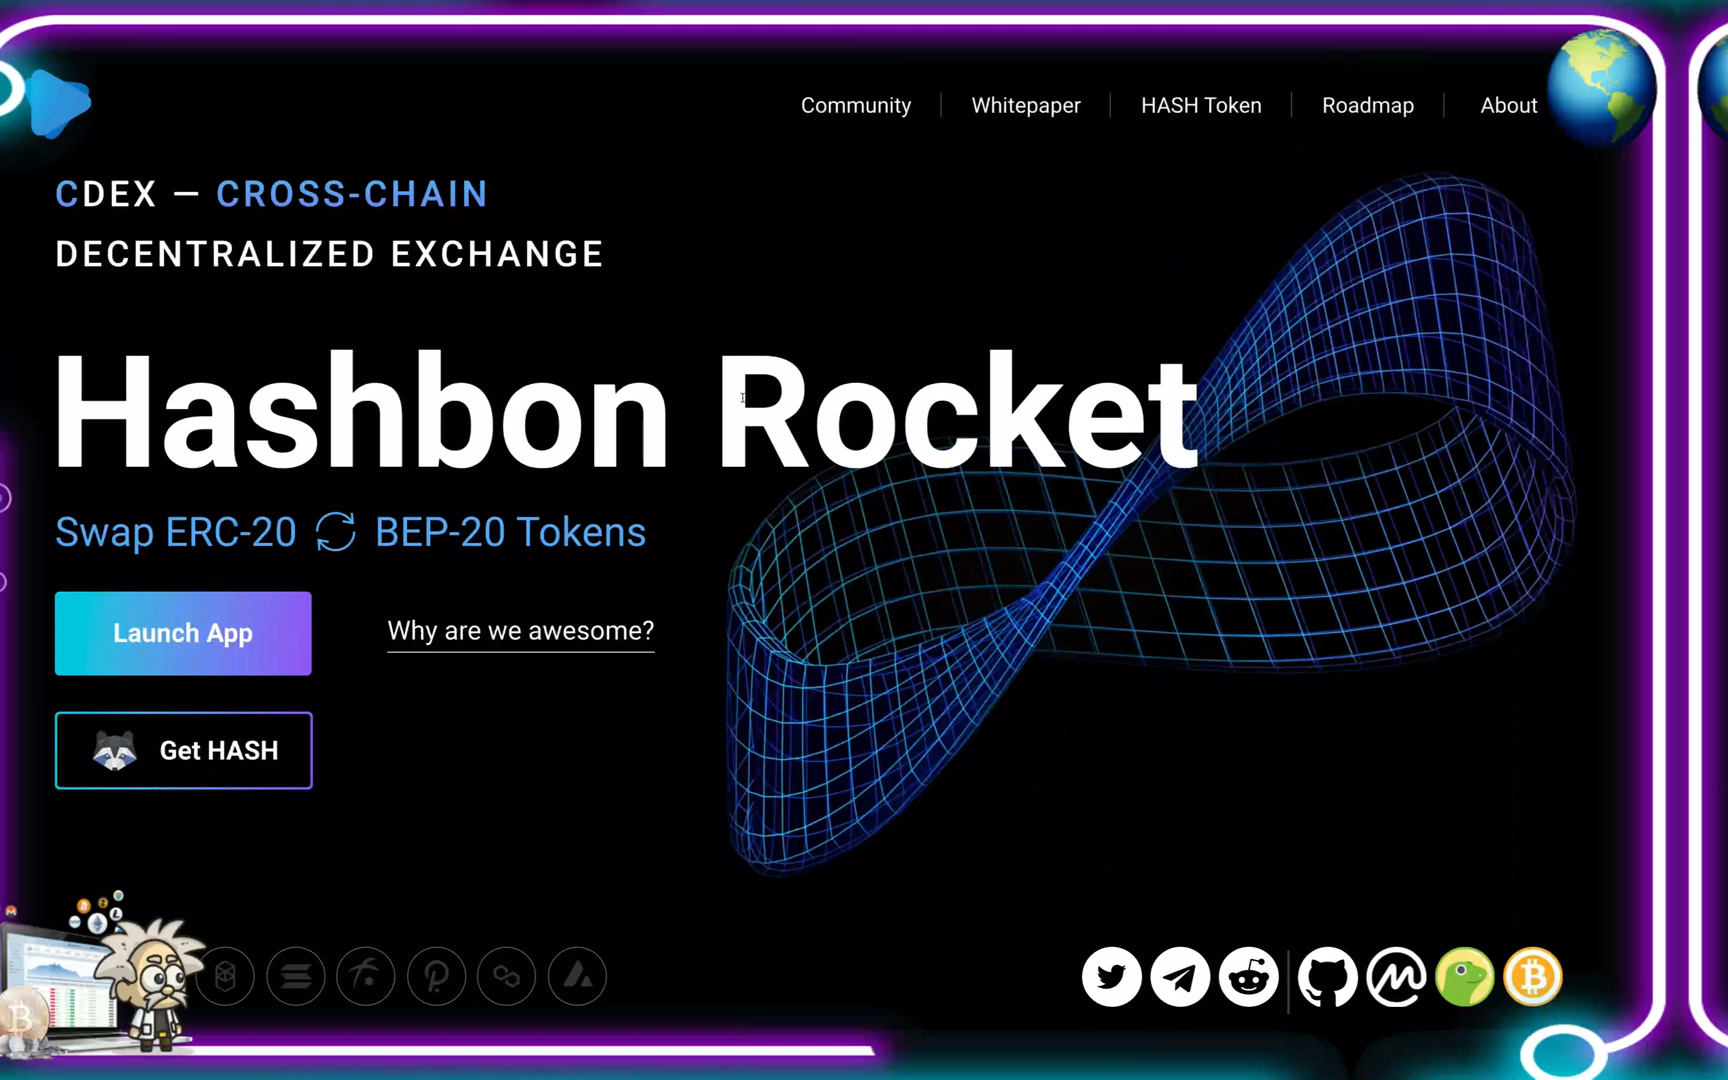 Community
Whitepaper
HASH Token
Roadmap
About
CDEX — CROSS-CHAIN
DECENTRALIZED EXCHANGE
Hashbon Rocket
Swap ERC-20 BEP-20 Tokens
Launch App
Why are we awesome?
Get HASH